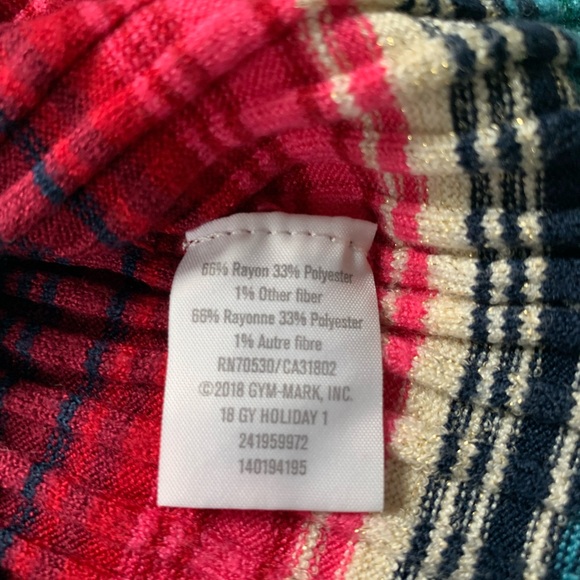 66% Rayon 33% Polyester
1% Other fiber
66% Rayonne 33% Polyester
1% Autre fibre
RN70530/CA31802
©2018 GYM-MARK, INC.
18 GY HOLIDAY 1
241959972
140194195